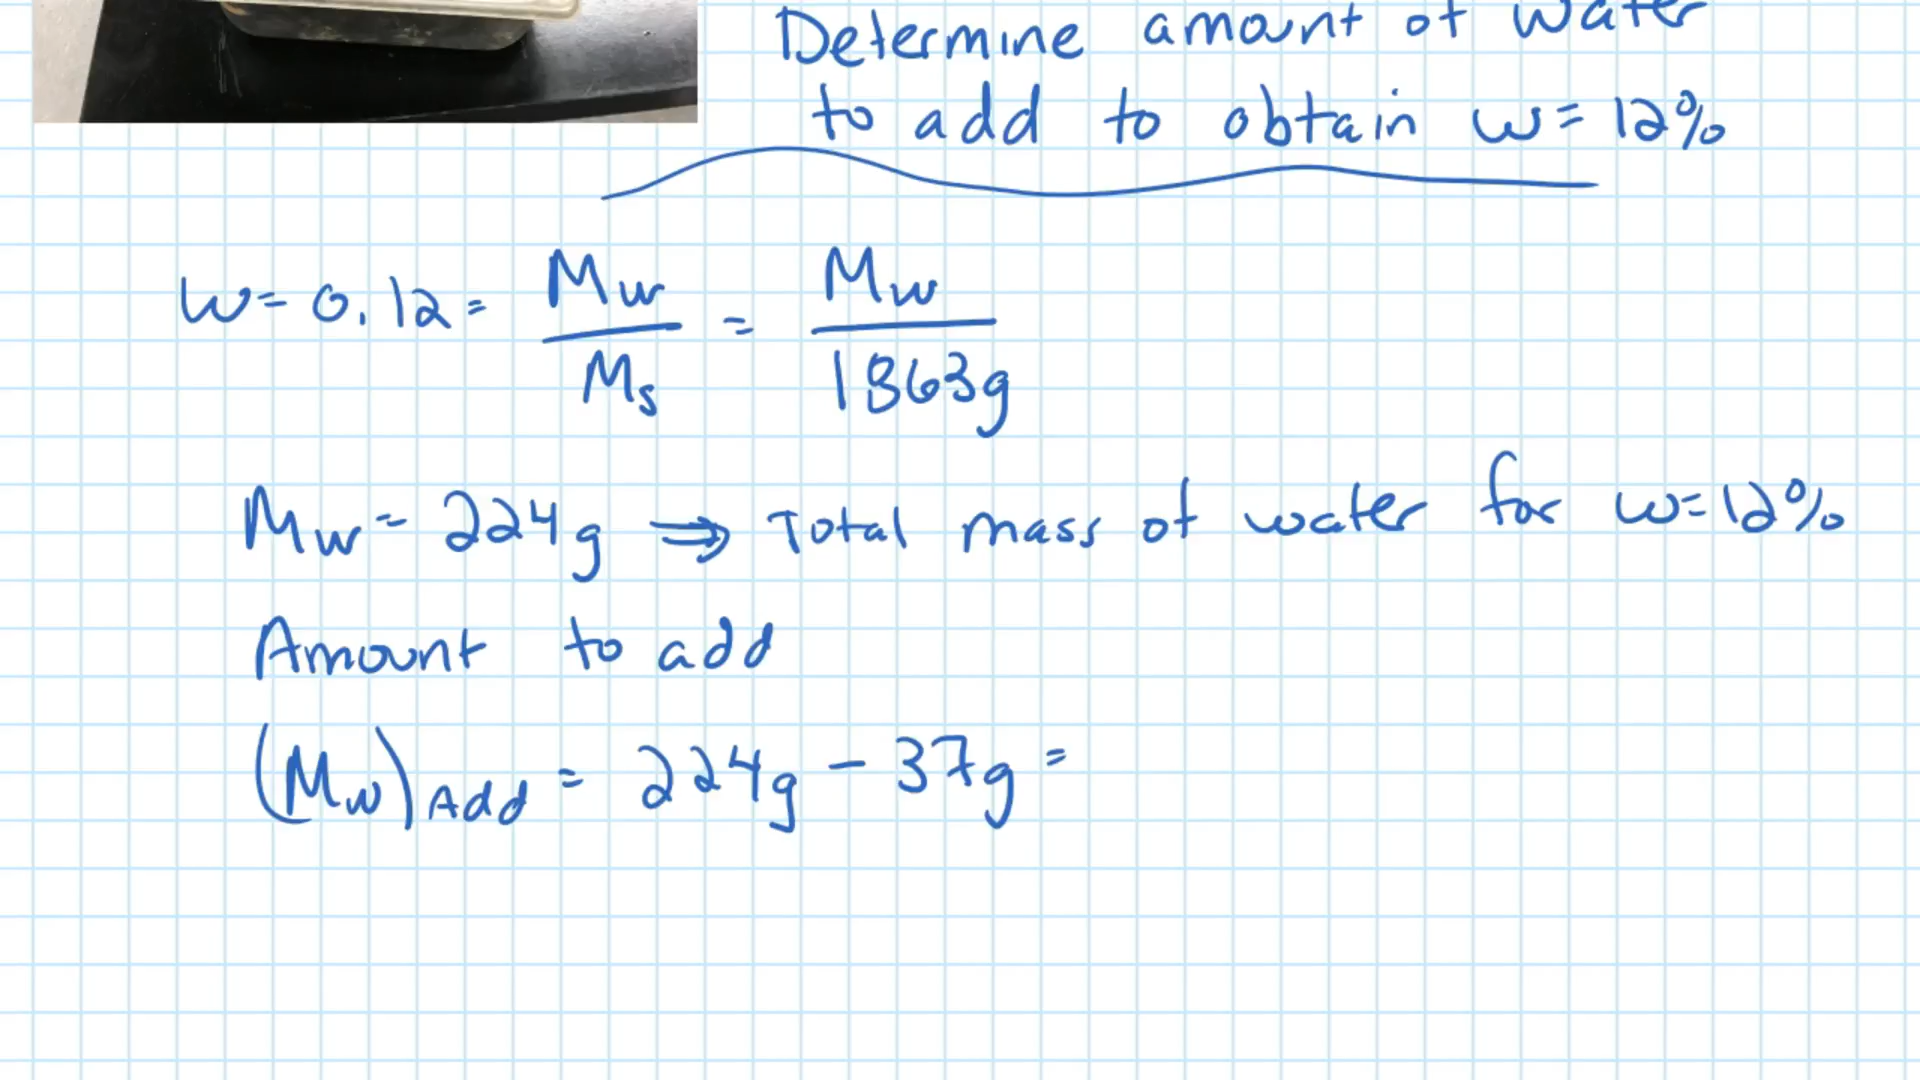 Determine amount of water
to add to obtain w = 12%
w = 0.12 = Mw / Ms = Mw / 1863g
Mw = 224g ⇒ Total mass of water for w = 12%
Amount to add
(Mw)Add = 224g - 37g =